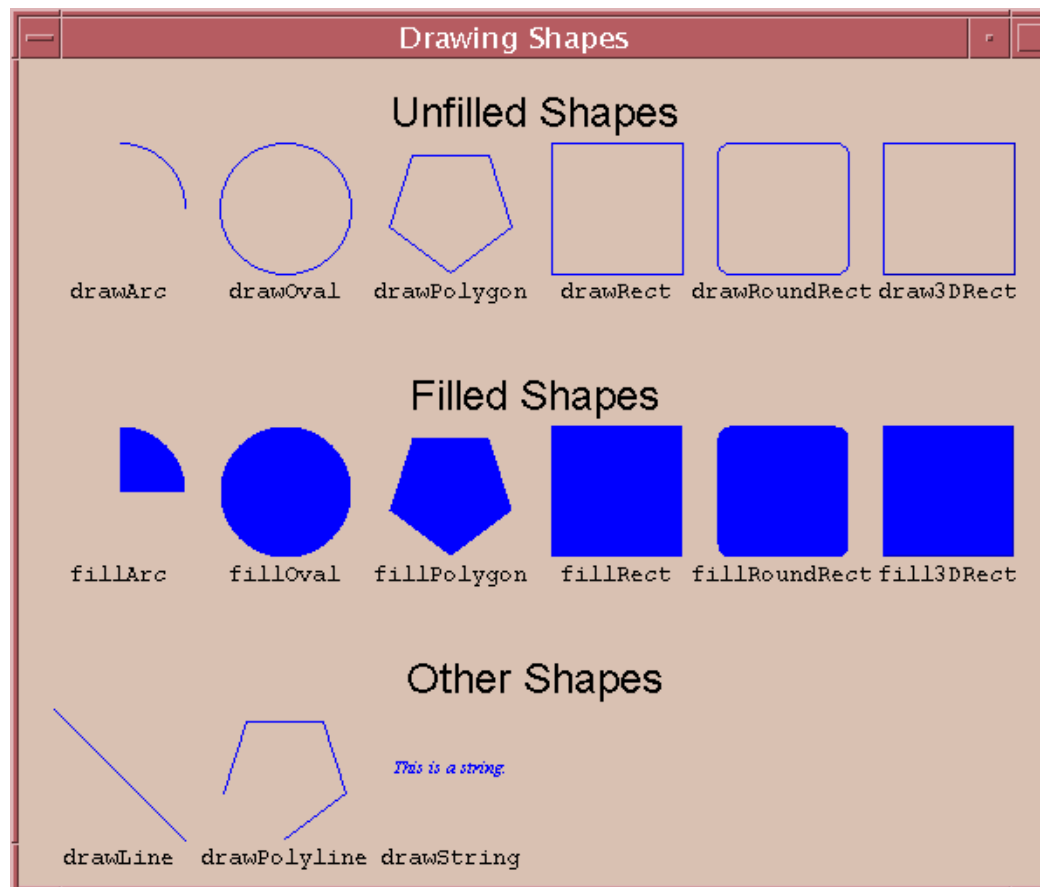 Drawing Shapes
Unfilled Shapes
drawArc drawOval drawPolygon drawRect drawRoundRect draw3DRect
Filled Shapes
fillArc fillOval fillPolygon fillRect fillRoundRect fill3DRect
Other Shapes
This is a string.
drawLine drawPolyline drawString